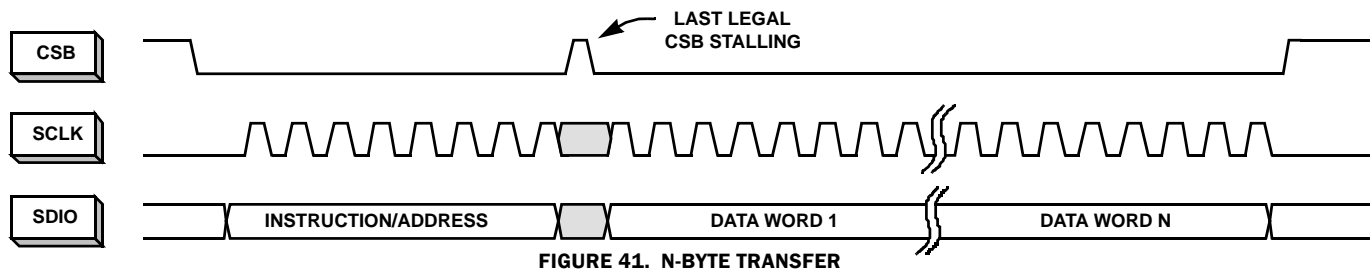 LAST LEGAL
CSB STALLING
CSB
SCLK
SDIO
INSTRUCTION/ADDRESS
DATA WORD 1
DATA WORD N
FIGURE 41. N-BYTE TRANSFER